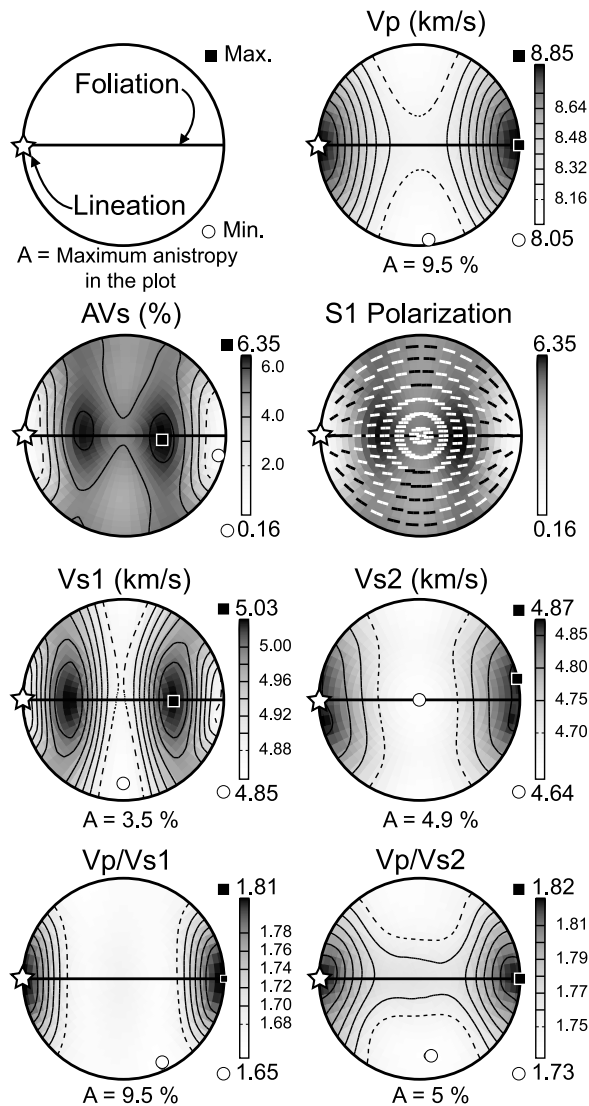 Vp (km/s)
Max.
8.85
Foliation
8.64
8.48
8.32
8.16
Lineation
Min.
8.05
A = Maximum anistropy
in the plot
A = 9.5 %
AVs (%)
S1 Polarization
6.35
6.35
6.0
4.0
2.0
0.16
0.16
Vs1 (km/s)
Vs2 (km/s)
5.03
4.87
5.00
4.96
4.92
4.88
4.85
4.80
4.75
4.70
4.85
4.64
A = 3.5 %
A = 4.9 %
Vp/Vs1
Vp/Vs2
1.81
1.82
1.78
1.76
1.74
1.72
1.70
1.68
1.81
1.79
1.77
1.75
1.65
1.73
A = 9.5 %
A = 5 %